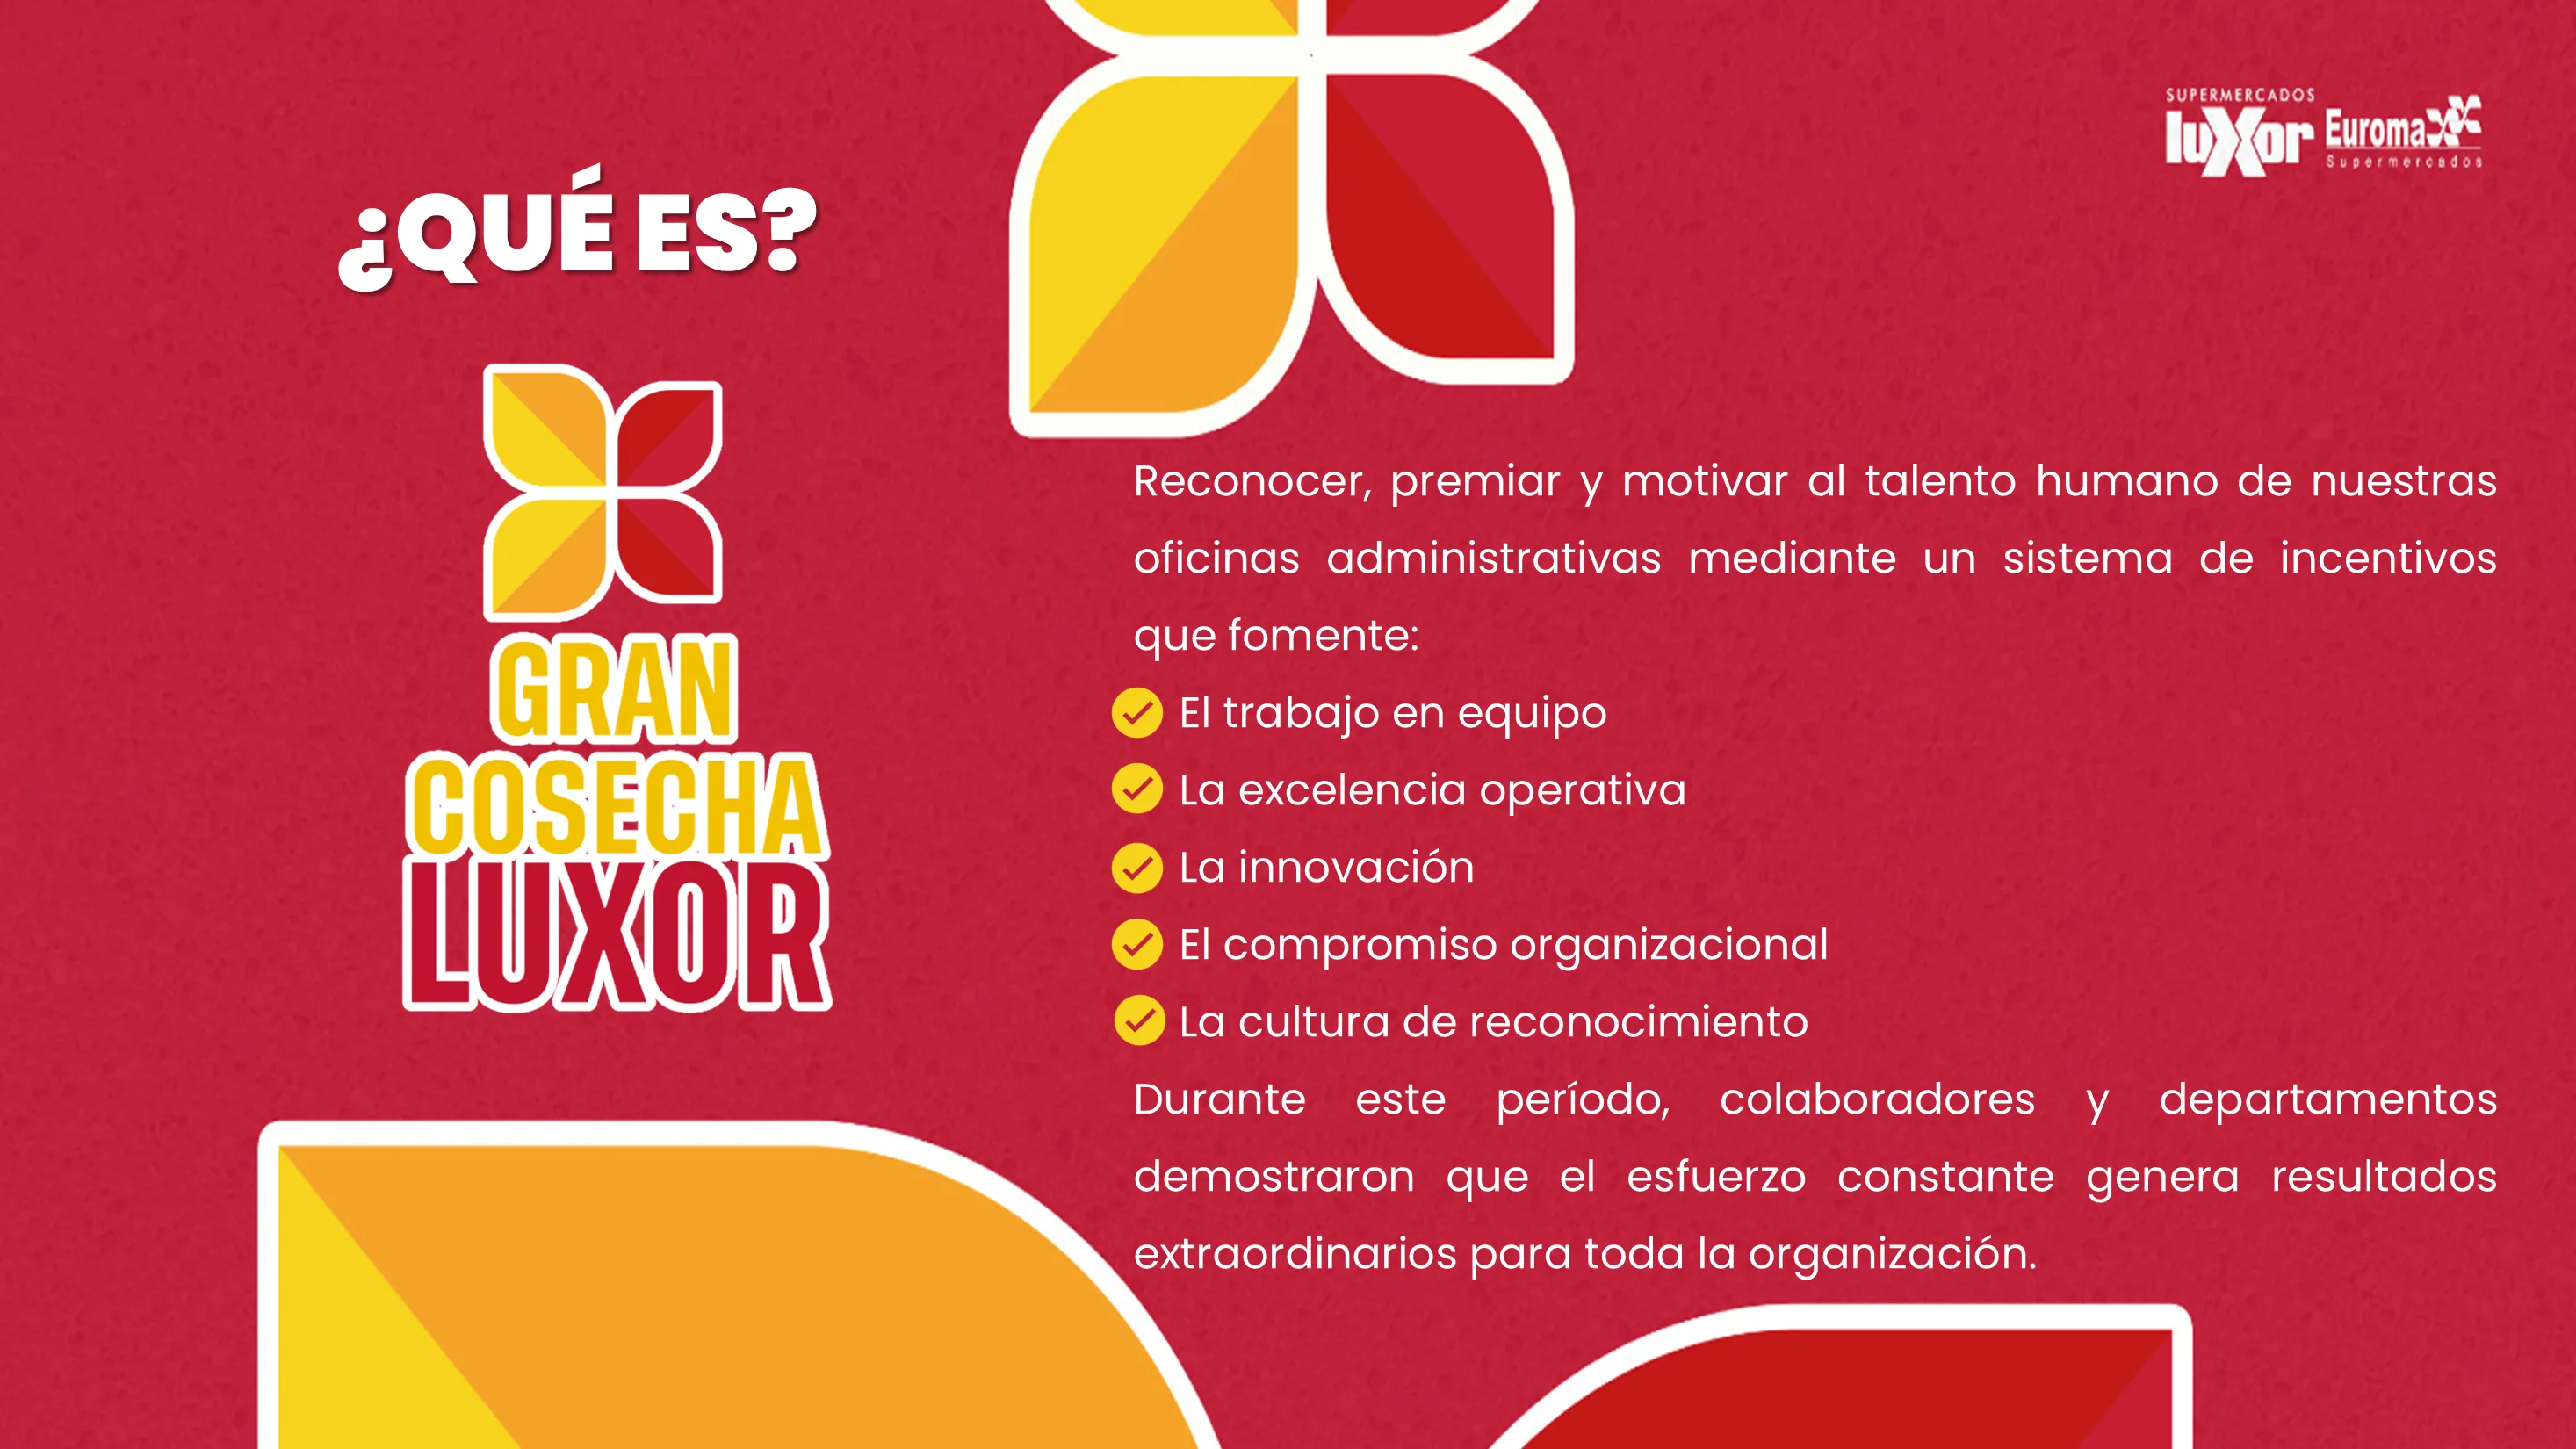 SUPERMERCADOS
luXor Euromaxx
Supermercados
¿QUÉ ES?
GRAN
COSECHA
LUXOR
Reconocer, premiar y motivar al talento humano de nuestras
oficinas administrativas mediante un sistema de incentivos
que fomente:
El trabajo en equipo
La excelencia operativa
La innovación
El compromiso organizacional
La cultura de reconocimiento
Durante este período, colaboradores y departamentos
demostraron que el esfuerzo constante genera resultados
extraordinarios para toda la organización.